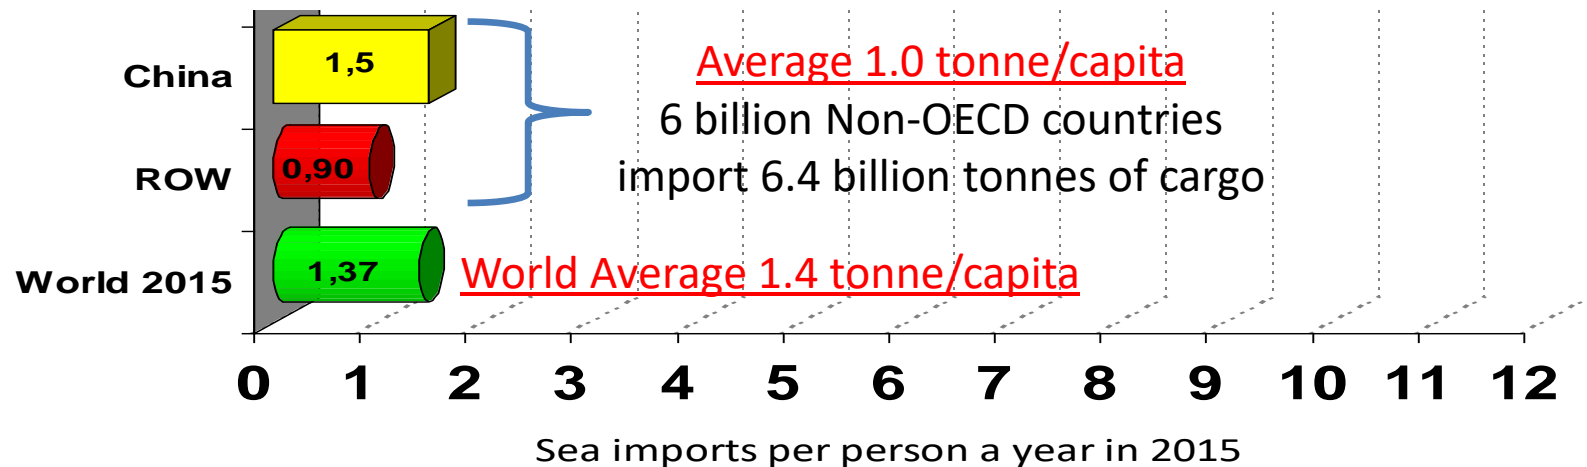 China
1,5
Average 1.0 tonne/capita
6 billion Non-OECD countries
import 6.4 billion tonnes of cargo
ROW
0,90
World 2015
1,37
World Average 1.4 tonne/capita
0 1 2 3 4 5 6 7 8 9 10 11 12
Sea imports per person a year in 2015